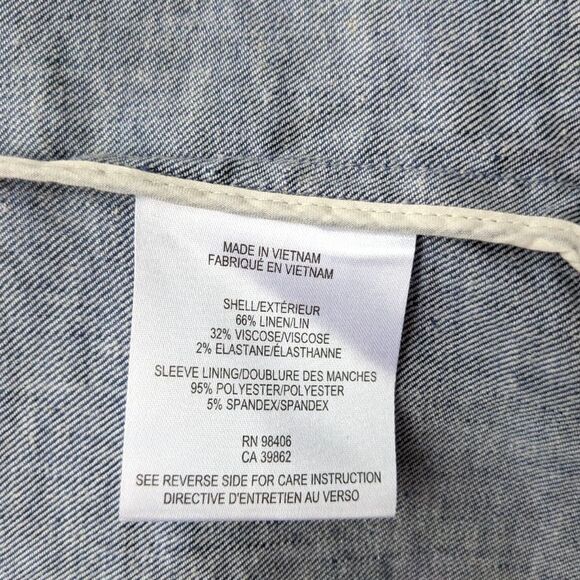 MADE IN VIETNAM
FABRIQUÉ EN VIETNAM
SHELL/EXTÉRIEUR
66% LINEN/LIN
32% VISCOSE/VISCOSE
2% ELASTANE/ÉLASTHANNE
SLEEVE LINING/DOUBLURE DES MANCHES
95% POLYESTER/POLYESTER
5% SPANDEX/SPANDEX
RN 98406
CA 39862
SEE REVERSE SIDE FOR CARE INSTRUCTION
DIRECTIVE D'ENTRETIEN AU VERSO